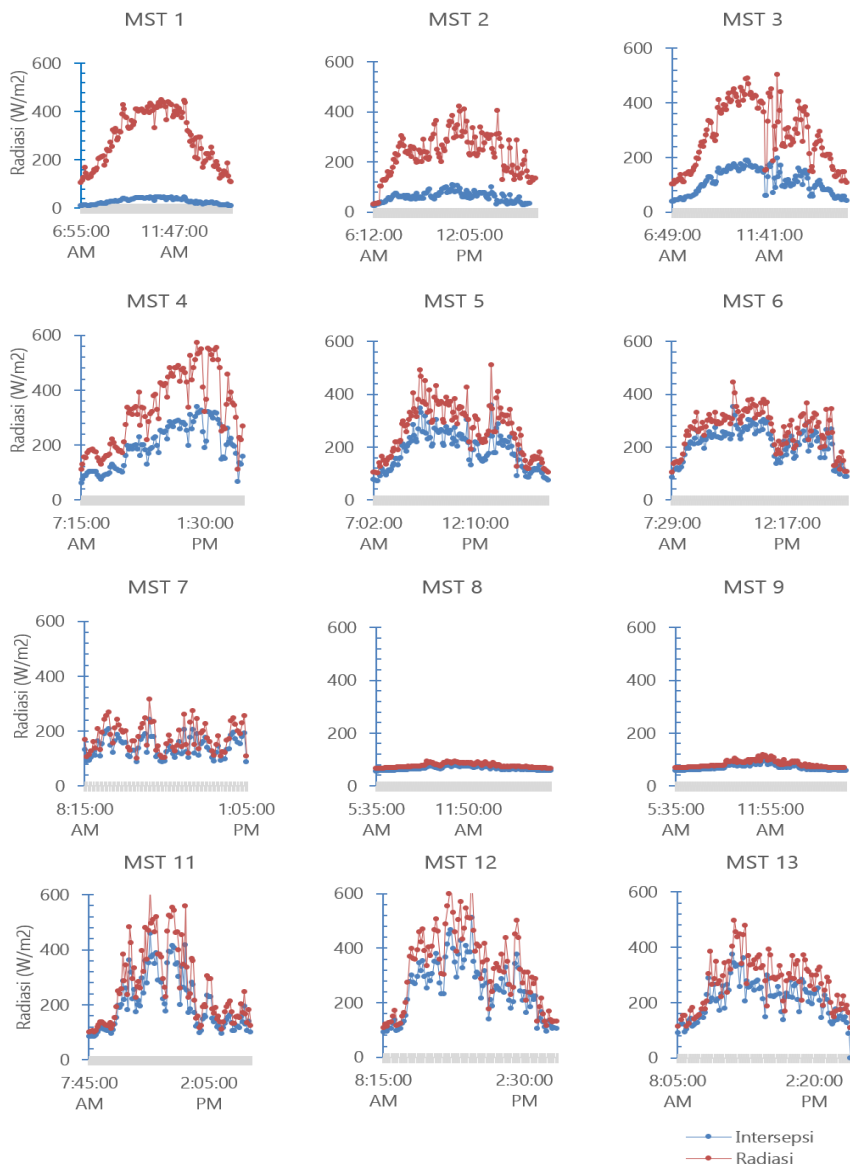 MST 1
MST 2
MST 3
Radiasi (W/m2)
600
400
200
0
6:55:00 AM
11:47:00 AM
600
400
200
0
6:12:00 AM
12:05:00 PM
600
400
200
0
6:49:00 AM
11:41:00 AM
MST 4
MST 5
MST 6
Radiasi (W/m2)
600
400
200
0
7:15:00 AM
1:30:00 PM
600
400
200
0
7:02:00 AM
12:10:00 PM
600
400
200
0
7:29:00 AM
12:17:00 PM
MST 7
MST 8
MST 9
Radiasi (W/m2)
600
400
200
0
8:15:00 AM
1:05:00 PM
600
400
200
0
5:35:00 AM
11:50:00 AM
600
400
200
0
5:35:00 AM
11:55:00 AM
MST 11
MST 12
MST 13
Radiasi (W/m2)
600
400
200
0
7:45:00 AM
2:05:00 PM
600
400
200
0
8:15:00 AM
2:30:00 PM
600
400
200
0
8:05:00 AM
2:20:00 PM
Intersepsi
Radiasi